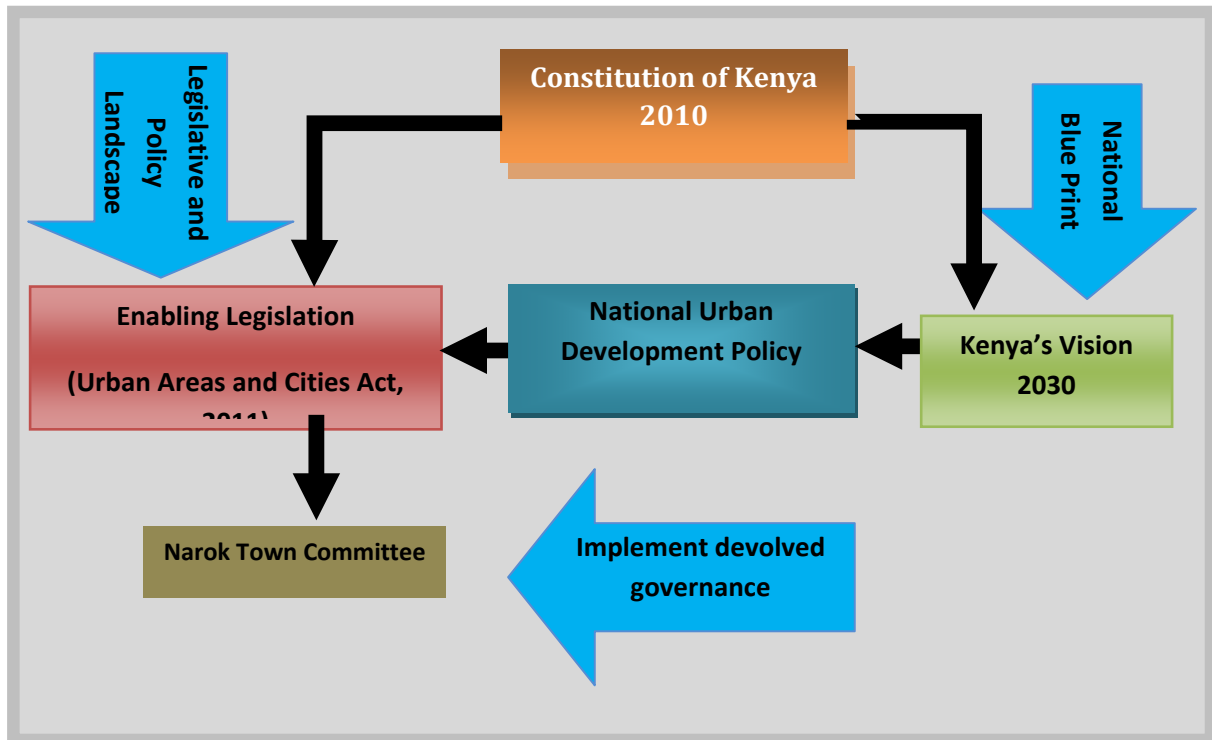 Constitution of Kenya
2010
Legislative and
Policy
Landscape
National
Blue Print
Enabling Legislation
(Urban Areas and Cities Act,
2011)
National Urban
Development Policy
Kenya’s Vision
2030
Narok Town Committee
Implement devolved
governance